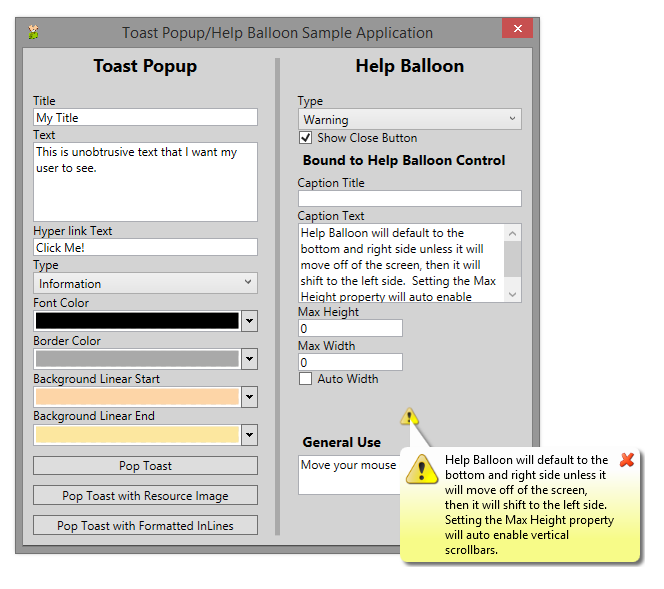 Toast Popup/Help Balloon Sample Application
Toast Popup
Title
My Title
Text
This is unobtrusive text that I want my
user to see.
Hyper link Text
Click Me!
Type
Information
Font Color
Border Color
Background Linear Start
Background Linear End
Pop Toast
Pop Toast with Resource Image
Pop Toast with Formatted InLines
Help Balloon
Type
Warning
Show Close Button
Bound to Help Balloon Control
Caption Title
Caption Text
Help Balloon will default to the
bottom and right side unless it will
move off of the screen, then it will
shift to the left side.  Setting the Max
Height property will auto enable
Max Height
0
Max Width
0
Auto Width
General Use
Move your mouse
Help Balloon will default to the
bottom and right side unless it
will move off of the screen,
then it will shift to the left side.
Setting the Max Height property
will auto enable vertical
scrollbars.